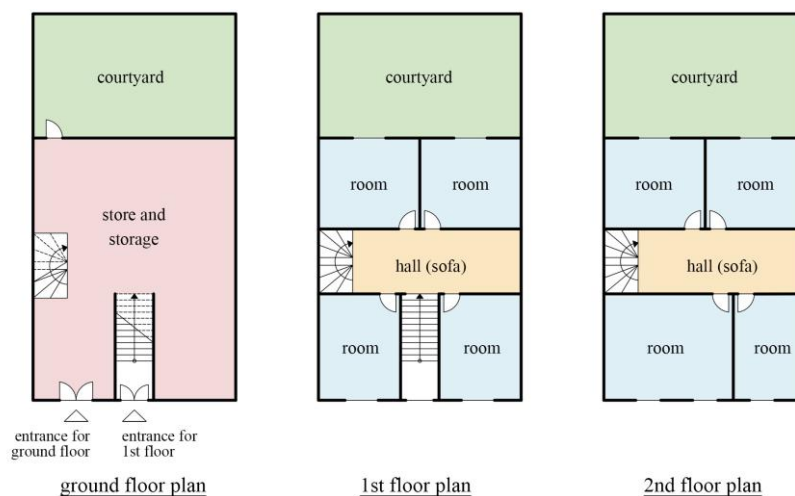 courtyard
store and
storage
entrance for
ground floor
entrance for
1st floor
ground floor plan
courtyard
room
room
hall (sofa)
room
room
1st floor plan
courtyard
room
room
hall (sofa)
room
room
2nd floor plan